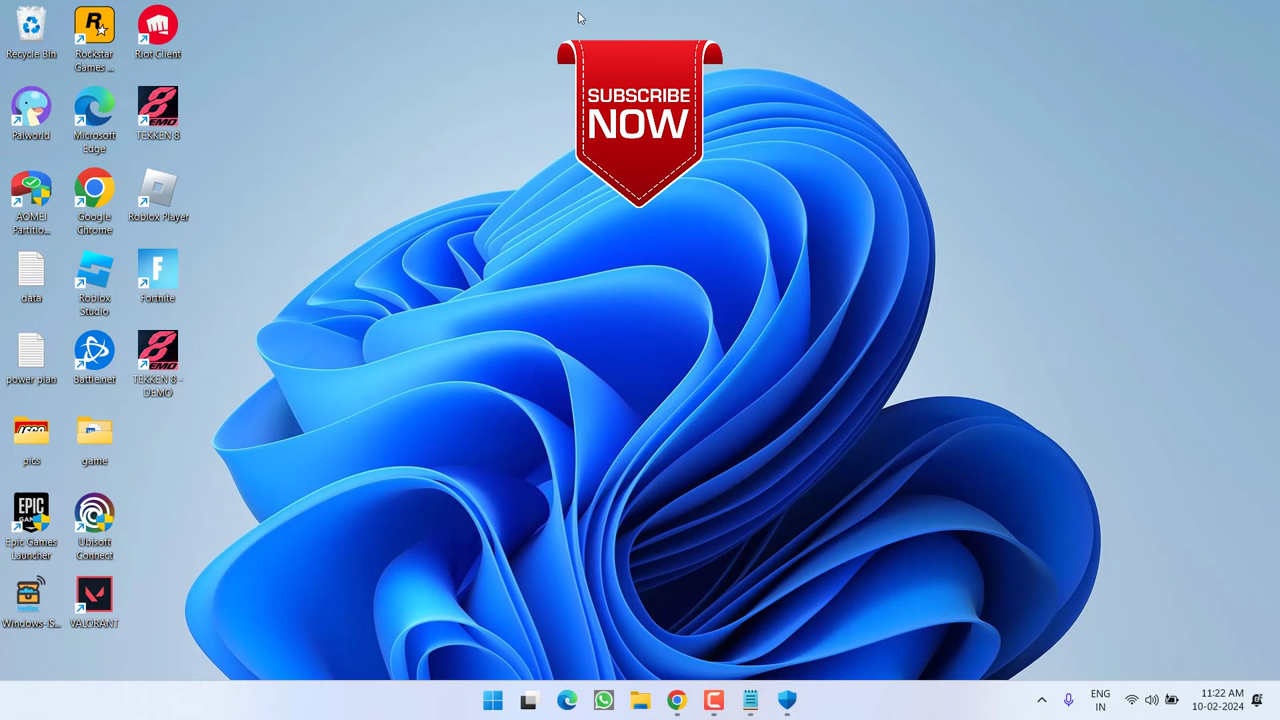 Recycle Bin
Rockstar
Games ...
Riot Client
Palworld
Microsoft
Edge
TEKKEN 8
AOMEI
Partitio...
Google
Chrome
Roblox Player
data
Roblox
Studio
Fortnite
power plan
Battle.net
TEKKEN 8 -
DEMO
pics
game
Epic Games
Launcher
Ubisoft
Connect
VALORANT
SUBSCRIBE
NOW
ENG
IN
11:21 AM
10-02-2024